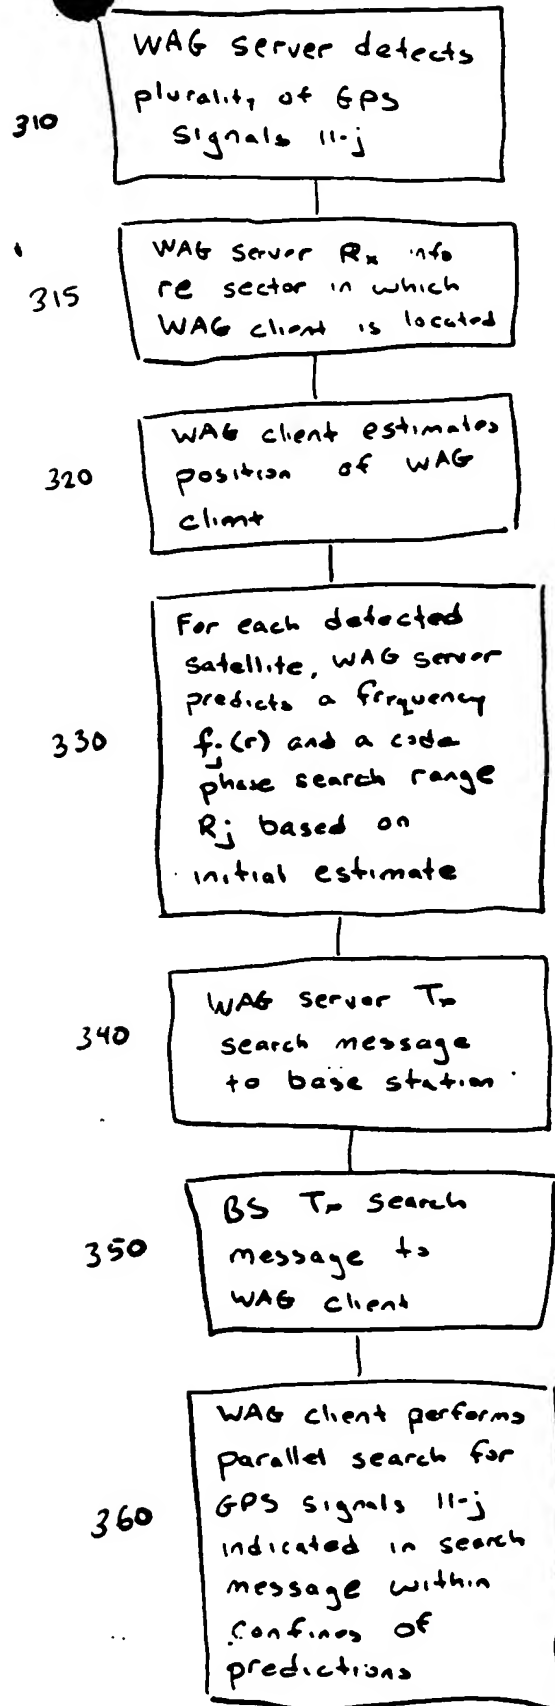 WAG server detects
plurality of GPS
310
Signals 11-j
WAG server Rx info
315
re sector in which
WAG client is located
WAG client estimates
320
position of WAG
client
For each detected
satellite, WAG server
predicts a frequency
330
fj(r) and a code
phase search range
Rj based on
initial estimate
WAG server Tx
340
search message
to base station
BS Tx search
350
message to
WAG client
WAG client performs
parallel search for
GPS signals 11-j
360
indicated in search
message within
confines of
predictions